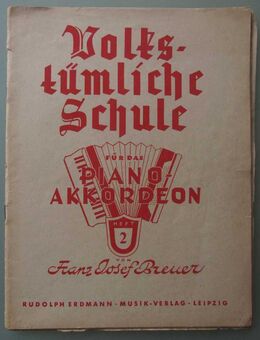 Volks-
tümliche
Schule
FÜR DAS
PIANO-
AKKORDEON
HEFT
2
VON
Franz Josef Breuer
RUDOLPH ERDMANN - MUSIK-VERLAG - LEIPZIG